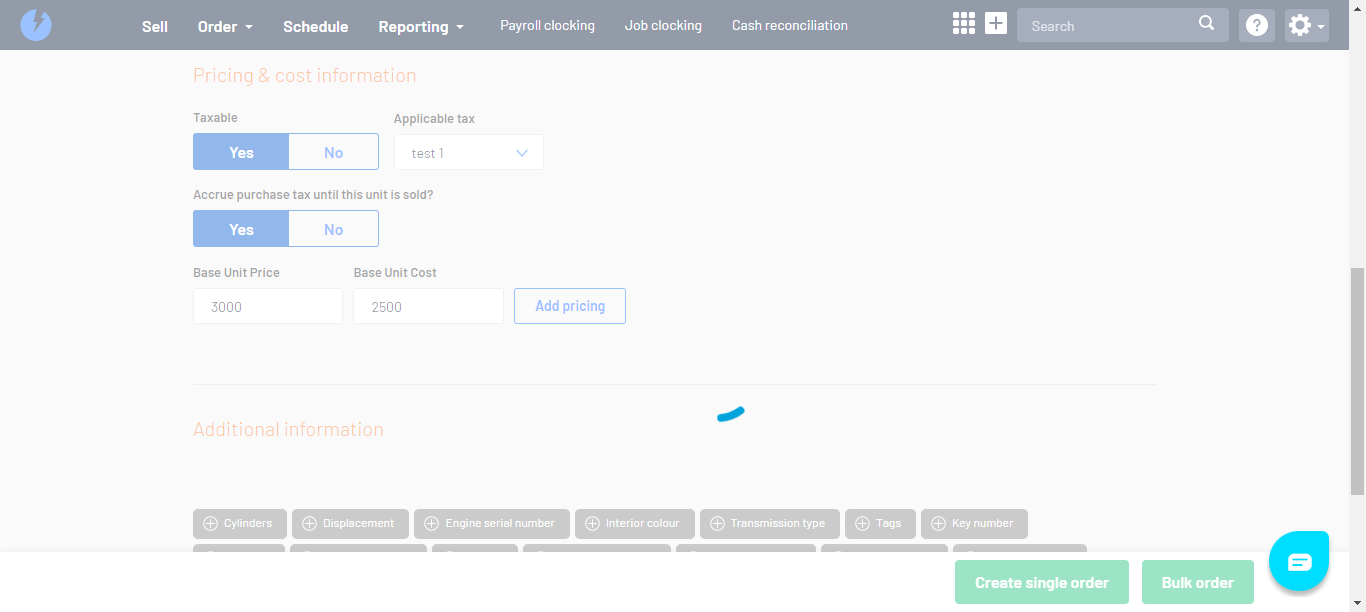 Sell Order Schedule Reporting Payroll clocking Job clocking Cash reconciliation Search ?
Pricing & cost information
Taxable Applicable tax
Yes No test 1
Accrue purchase tax until this unit is sold?
Yes No
Base Unit Price Base Unit Cost
3000 2500 Add pricing
Additional information
Cylinders Displacement Engine serial number Interior colour Transmission type Tags Key number
Create single order Bulk order